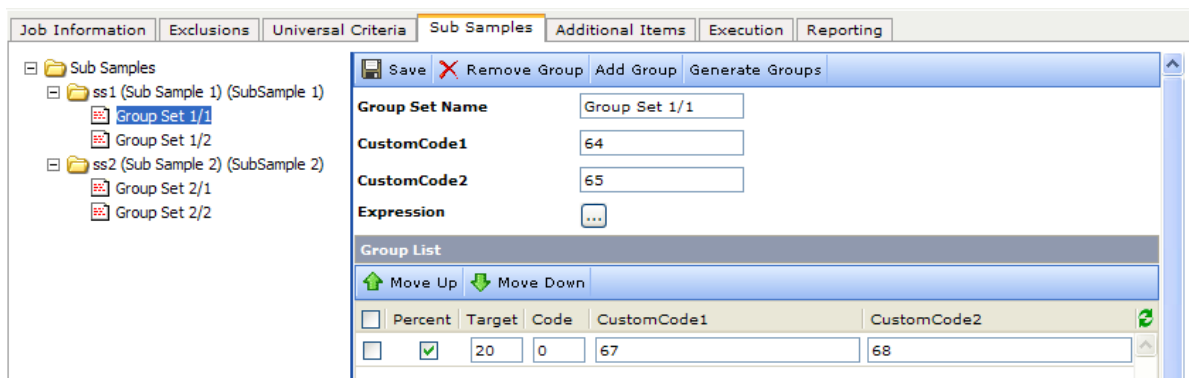 Job Information Exclusions Universal Criteria Sub Samples Additional Items Execution Reporting
Sub Samples
ss1 (Sub Sample 1) (SubSample 1)
Group Set 1/1
Group Set 1/2
ss2 (Sub Sample 2) (SubSample 2)
Group Set 2/1
Group Set 2/2
Save Remove Group Add Group Generate Groups
Group Set Name Group Set 1/1
CustomCode1 64
CustomCode2 65
Expression ...
Group List
Move Up Move Down
Percent Target Code CustomCode1 CustomCode2
20 0 67 68